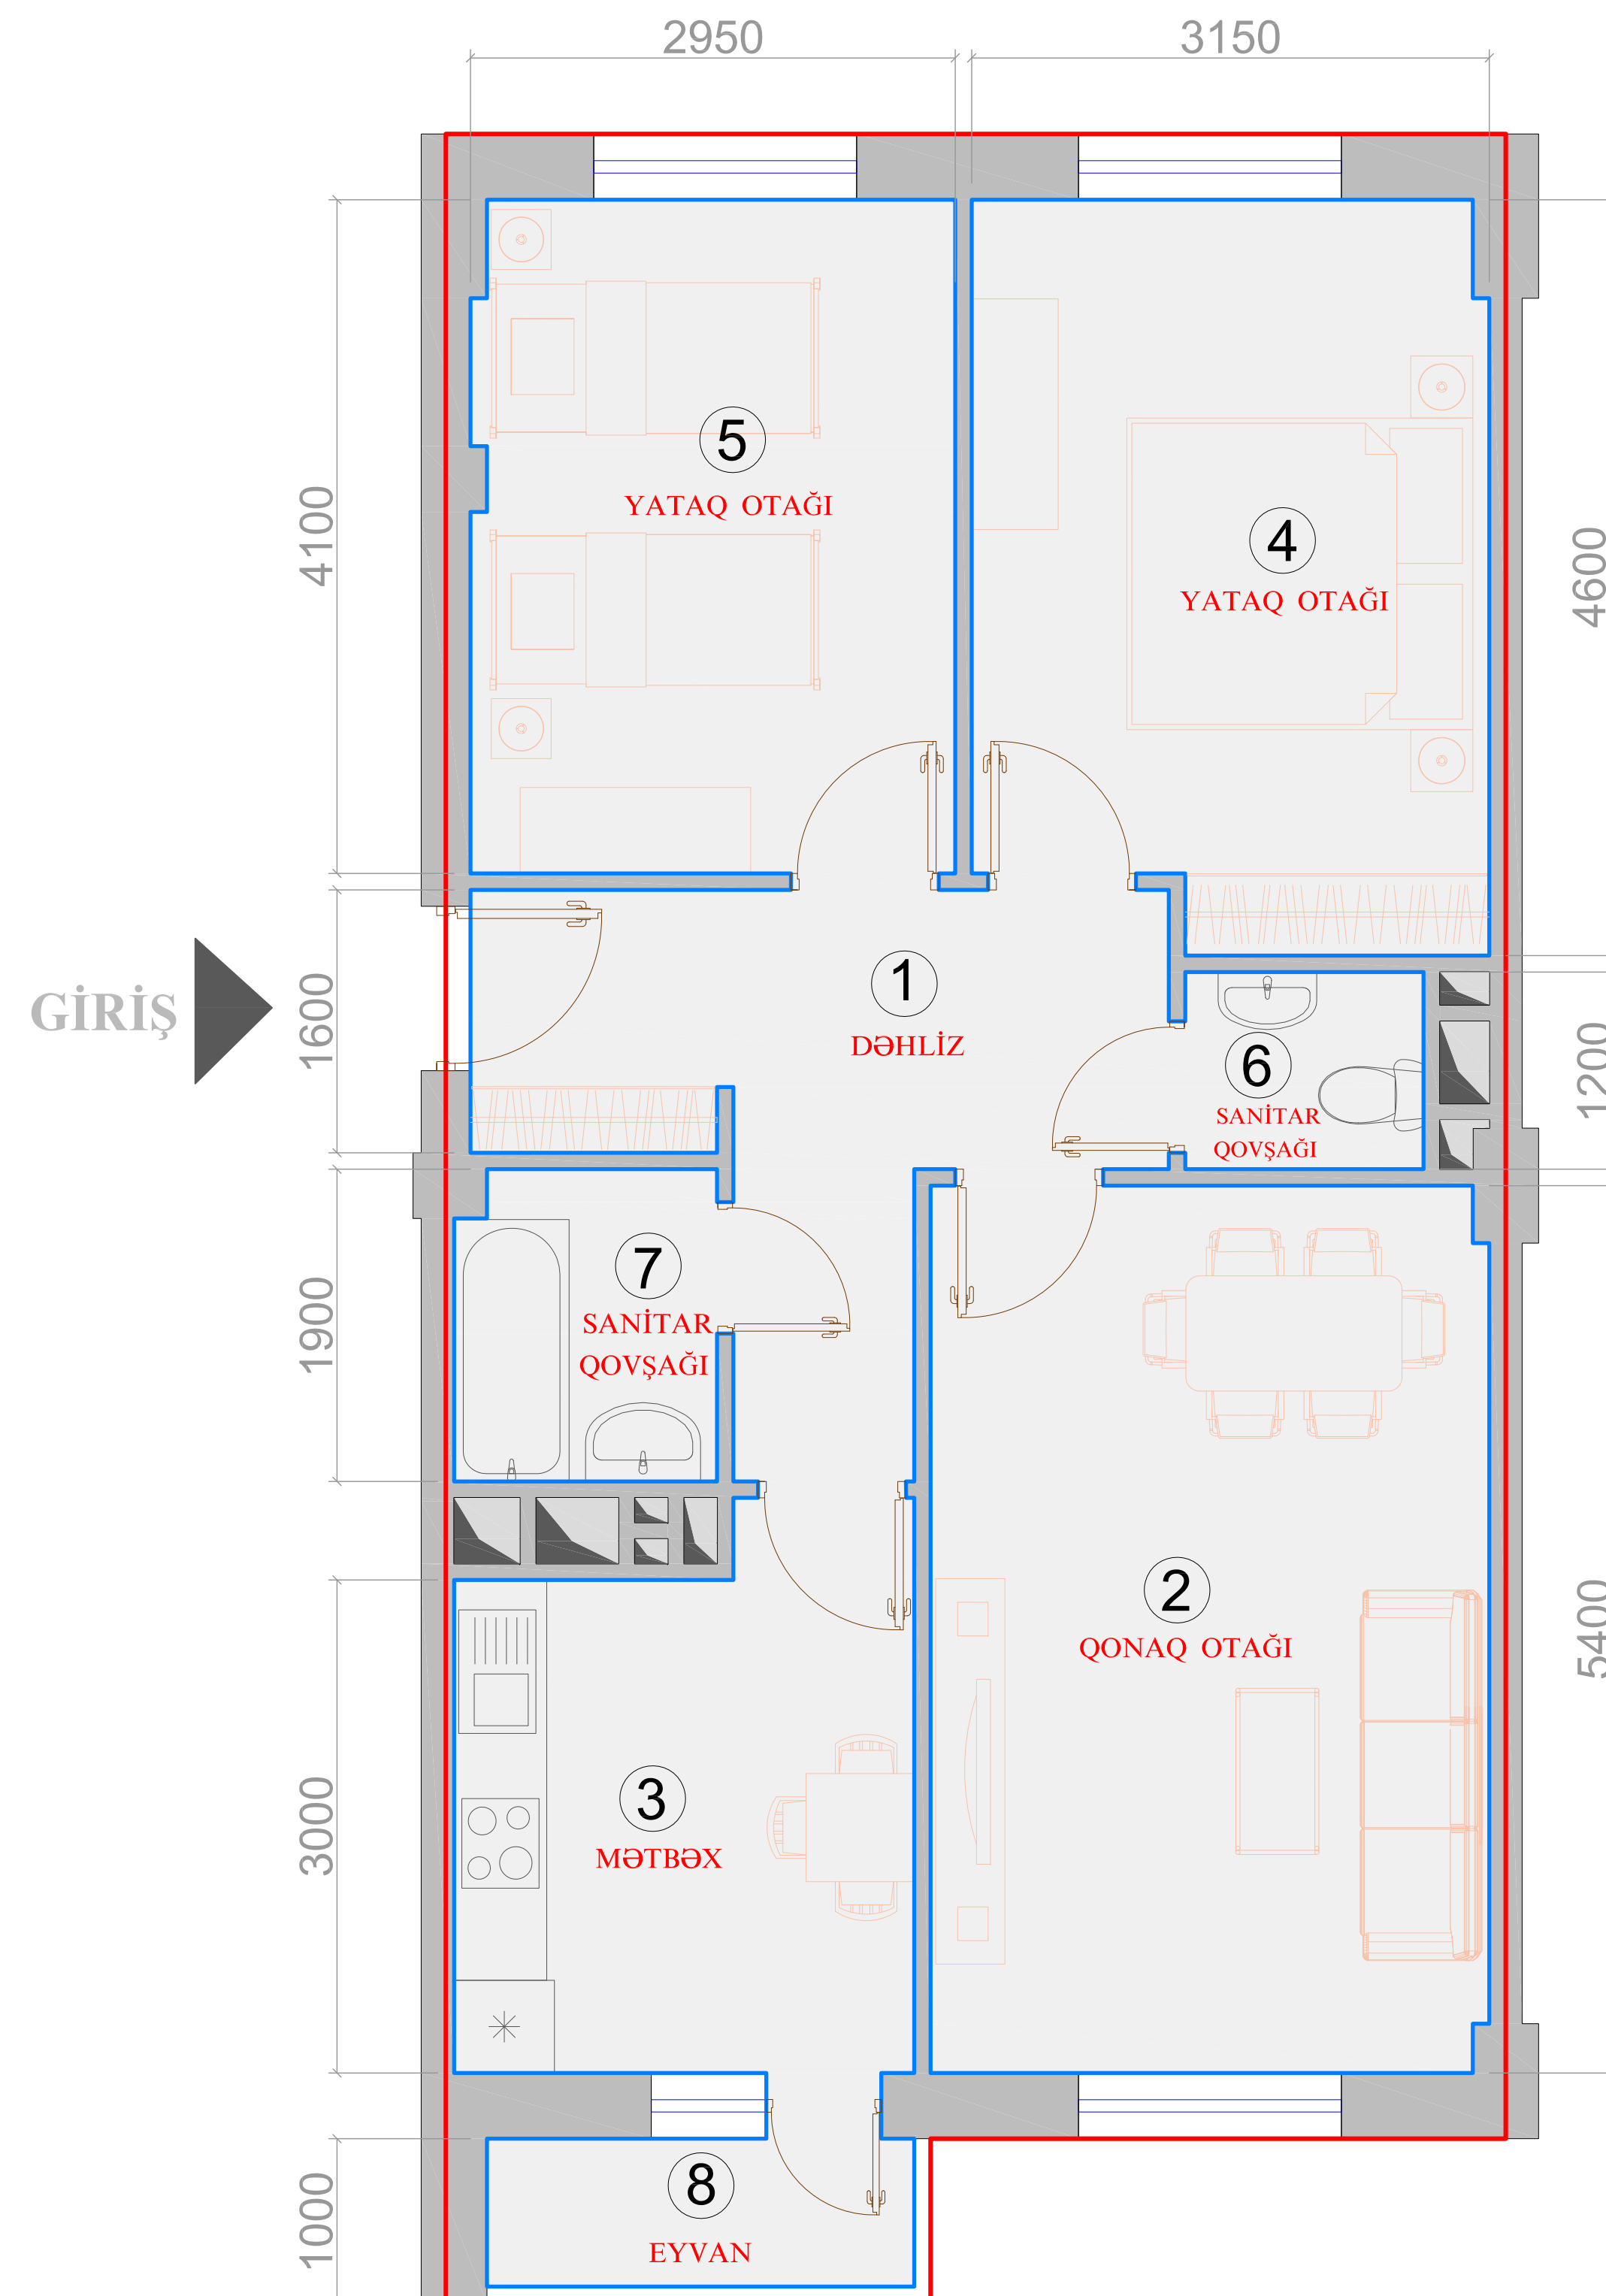 2950
3150
5
YATAQ OTAĞI
4
YATAQ OTAĞI
4100
4600
GİRİŞ
1600
1
DƏHLİZ
6
SANİTAR
QOVŞAĞI
1200
7
SANİTAR
QOVŞAĞI
1900
2
QONAQ OTAĞI
5400
3
MƏTBƏX
3000
8
EYVAN
1000